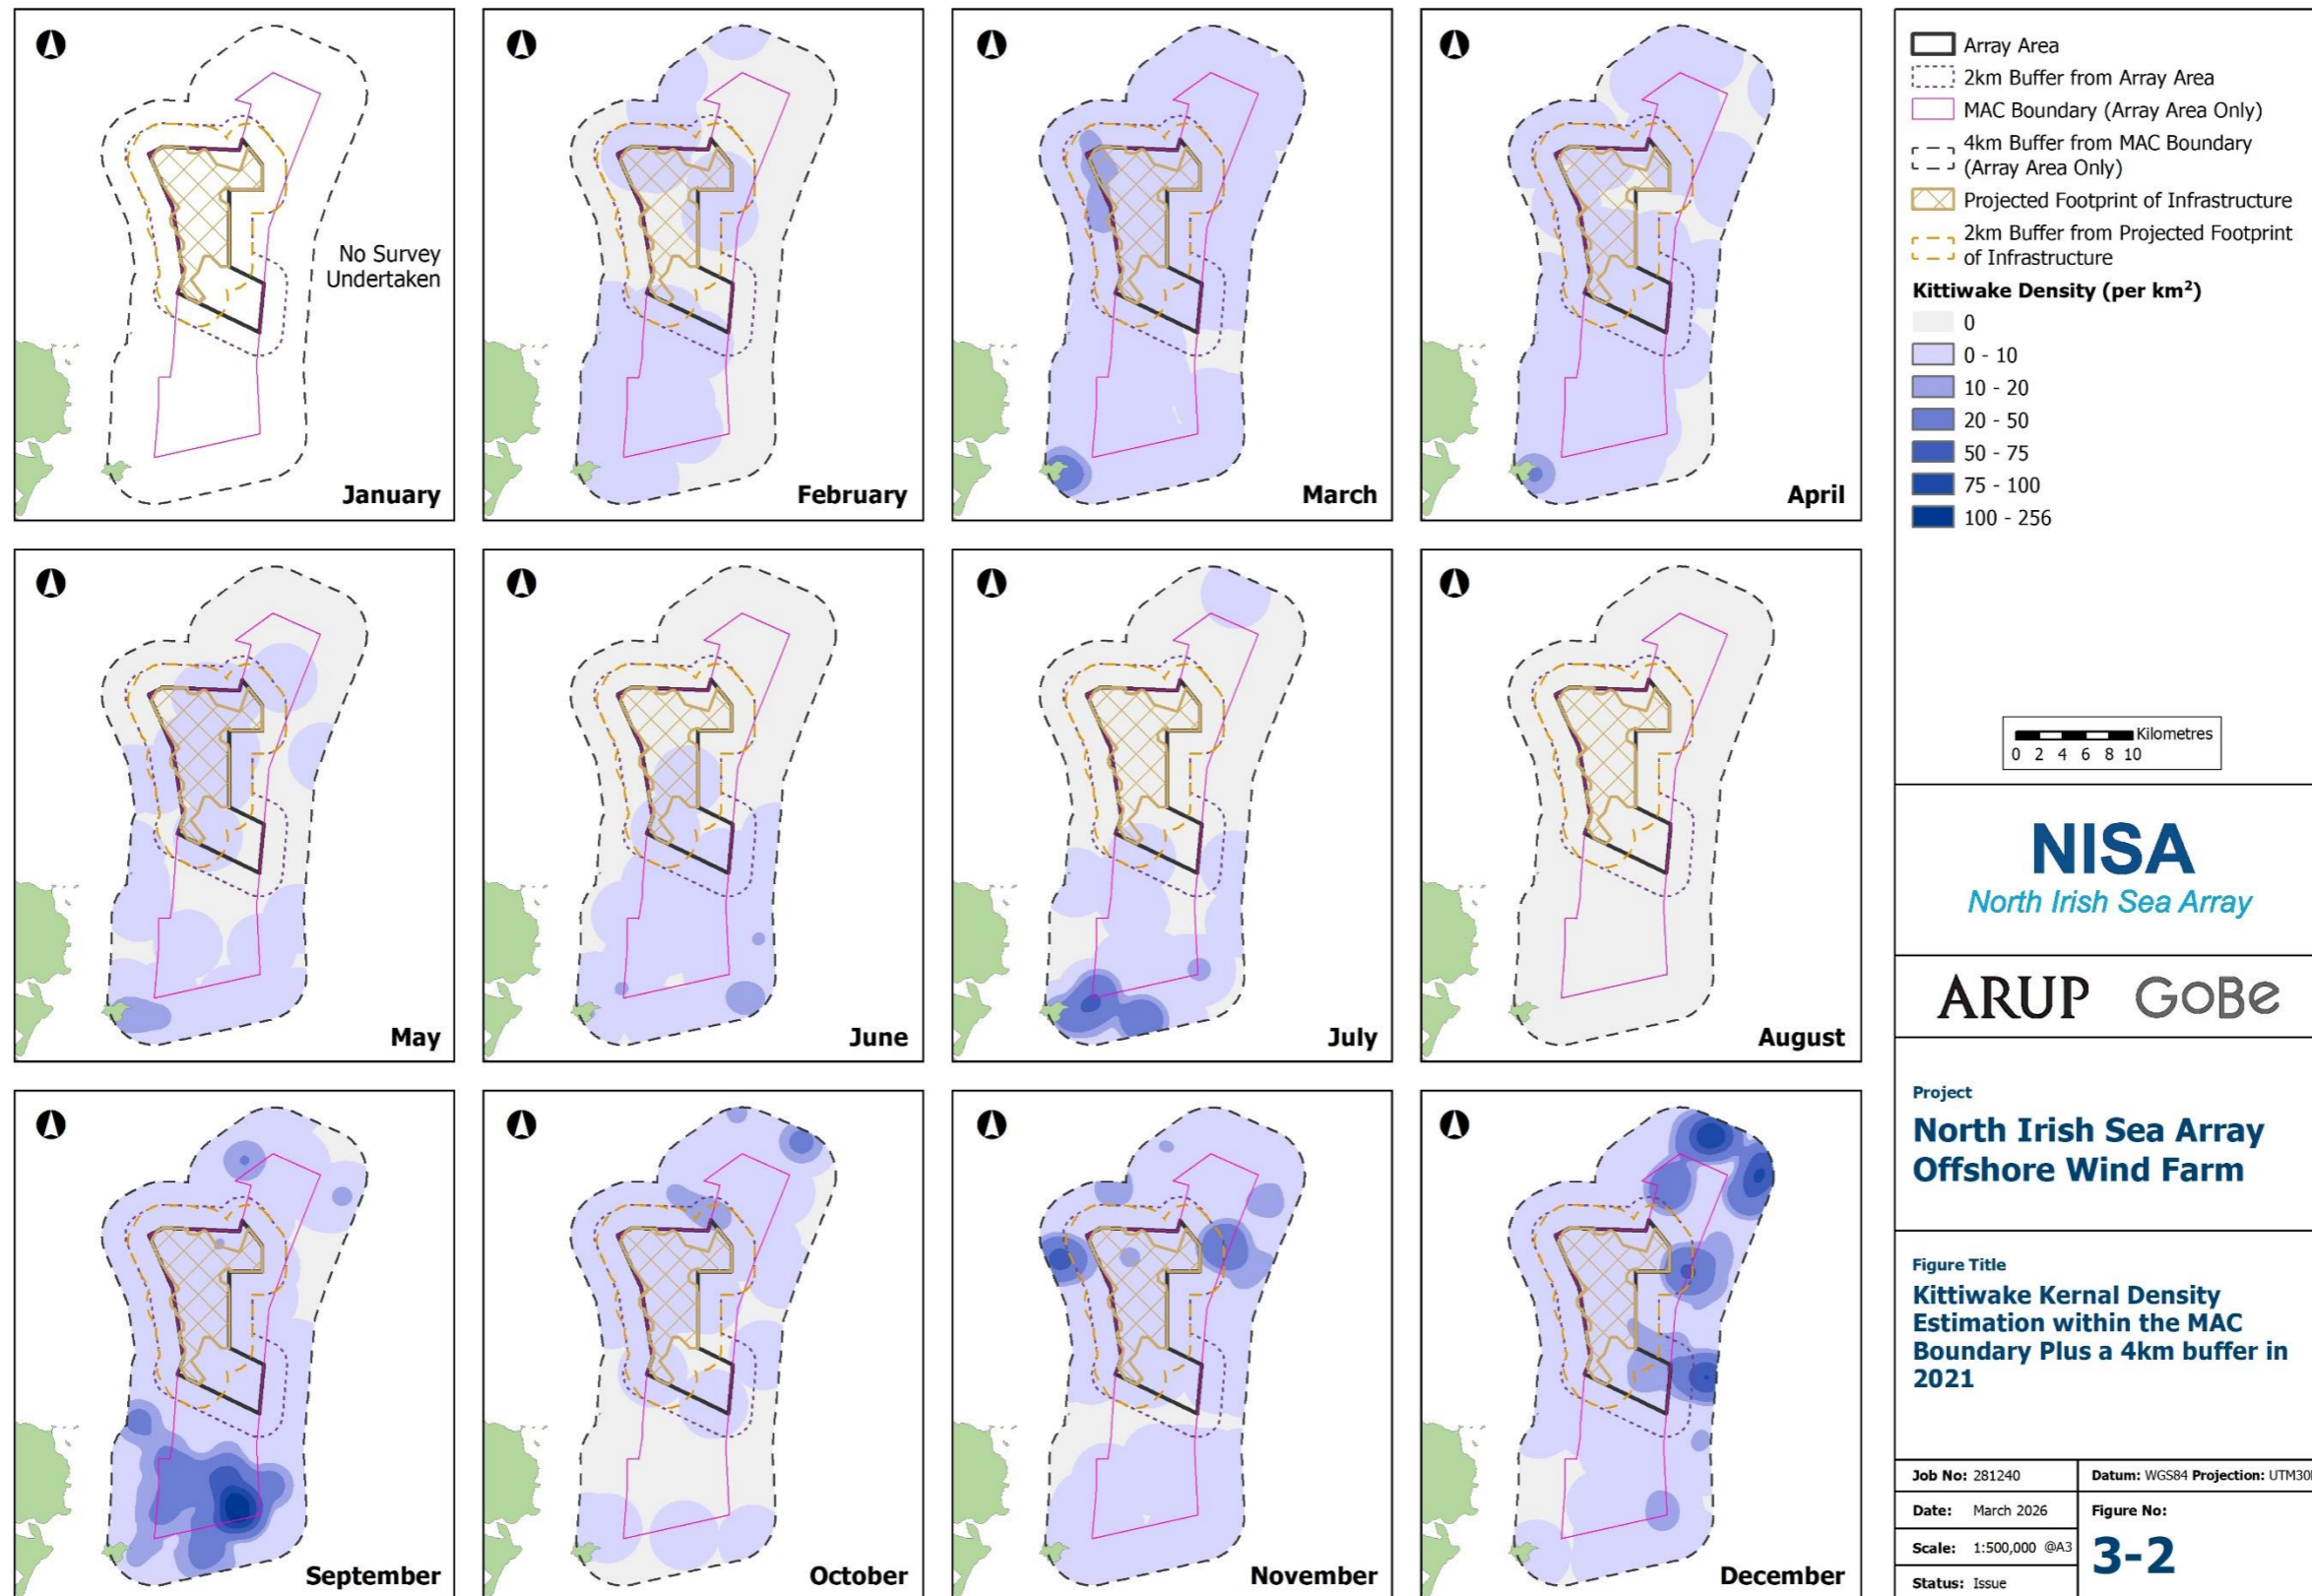 No Survey
Undertaken
January
February
March
April
May
June
July
August
September
October
November
December
Array Area
2km Buffer from Array Area
MAC Boundary (Array Area Only)
4km Buffer from MAC Boundary
(Array Area Only)
Projected Footprint of Infrastructure
2km Buffer from Projected Footprint
of Infrastructure
Kittiwake Density (per km²)
0
0 - 10
10 - 20
20 - 50
50 - 75
75 - 100
100 - 256
Kilometres
0 2 4 6 8 10
NISA
North Irish Sea Array
ARUP GoBe
Project
North Irish Sea Array
Offshore Wind Farm
Figure Title
Kittiwake Kernal Density
Estimation within the MAC
Boundary Plus a 4km buffer in
2021
Job No: 281240
Datum: WGS84 Projection: UTM30
Date: March 2026
Figure No:
3-2
Scale: 1:500,000 @A3
Status: Issue